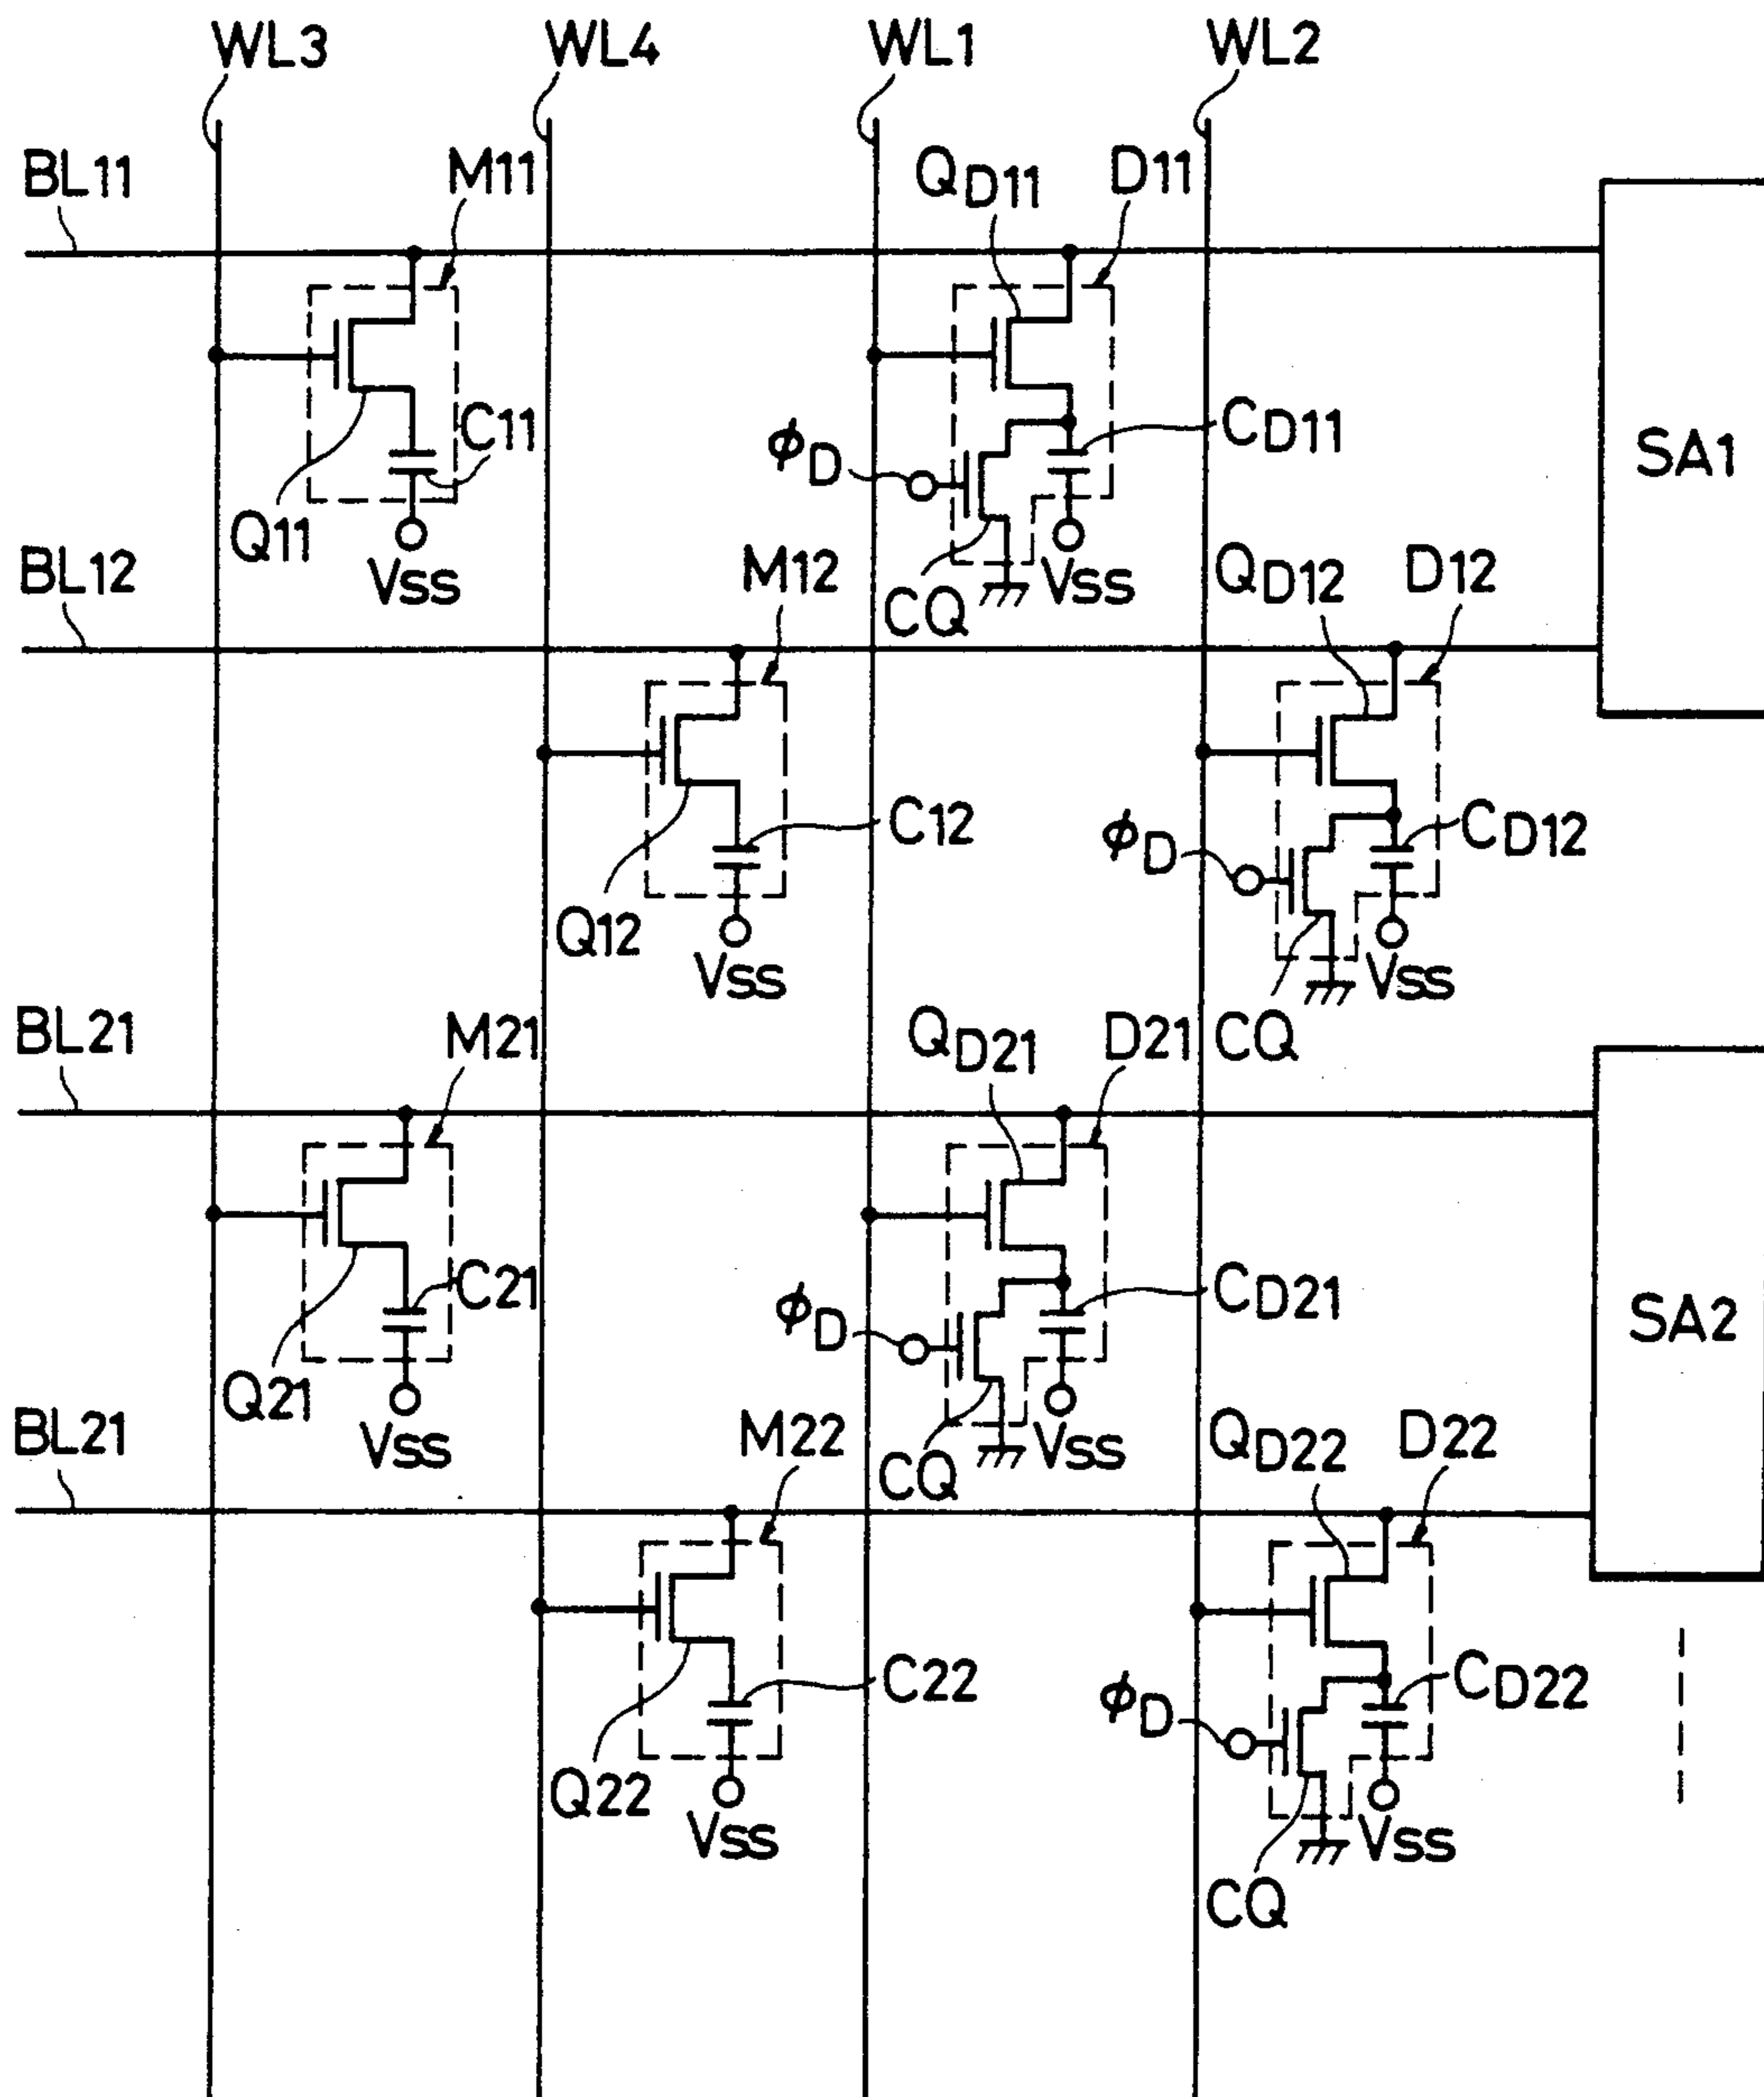 WL3 WL4 WL1 WL2
BL11 M11 QD11 D11
C11 ϕD CD11 SA1
Q11
BL12 VSS M12 CQ VSS QD12 D12
C12 ϕD CD12
Q12
VSS VSS
BL21 M21 QD21 D21 CQ
C21 ϕD CD21 SA2
Q21
BL21 VSS M22 CQ VSS QD22 D22
C22 ϕD CD22
Q22
VSS VSS
CQ